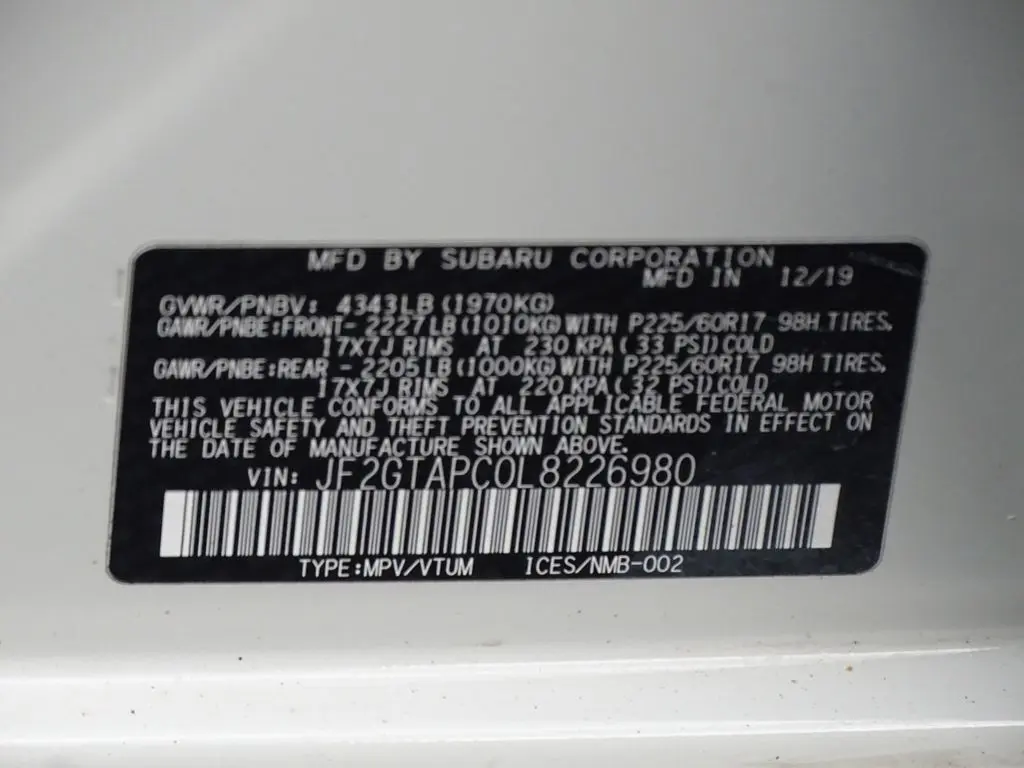 MFD BY SUBARU CORPORATION
MFD IN 12/19
GVWR/PNBV: 4343LB(1970KG)
GAWR/PNBE:FRONT-2227LB(1010KG)WITH P225/60R17 98H TIRES,
17X7J RIMS AT 230 KPA(33 PSI)COLD
GAWR/PNBE:REAR -2205LB(1000KG)WITH P225/60R17 98H TIRES,
17X7J RIMS AT 220 KPA(32 PSI)COLD
THIS VEHICLE CONFORMS TO ALL APPLICABLE FEDERAL MOTOR
VEHICLE SAFETY AND THEFT PREVENTION STANDARDS IN EFFECT ON
THE DATE OF MANUFACTURE SHOWN ABOVE.
VIN: JF2GTAPC0L8226980
TYPE:MPV/VTUM ICES/NMB-002